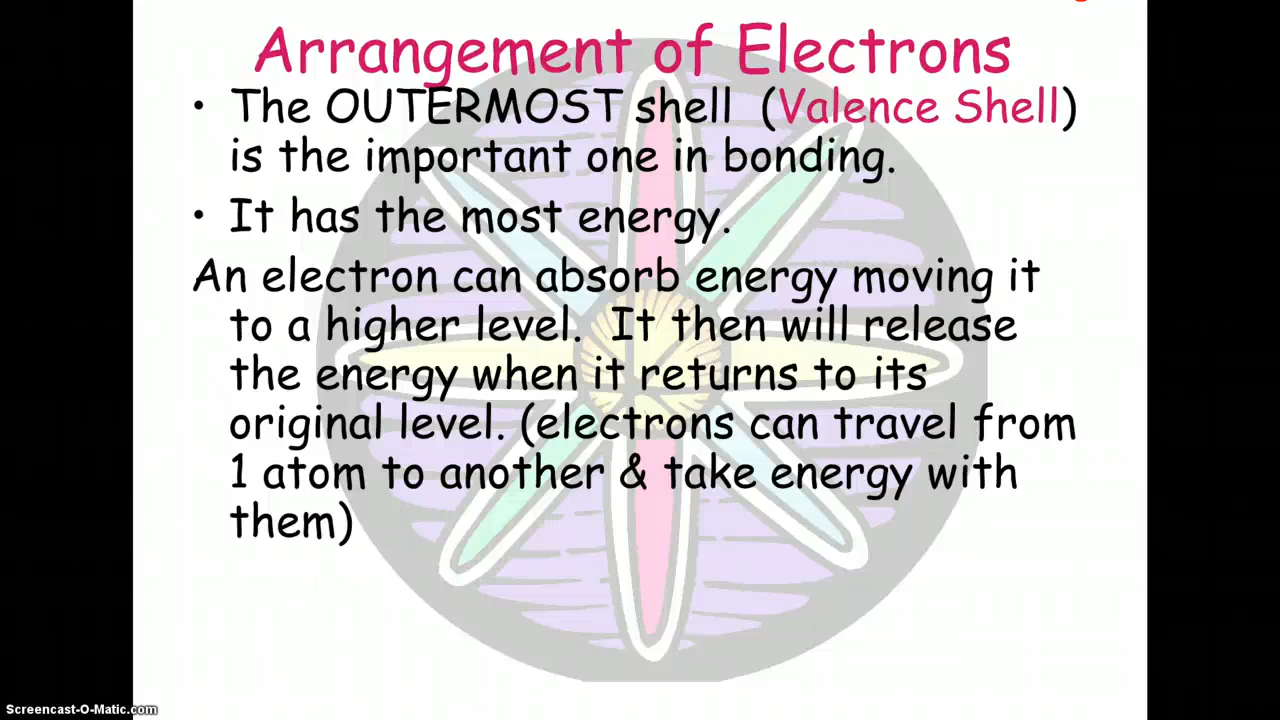 Arrangement of Electrons
• The OUTERMOST shell (Valence Shell)
is the important one in bonding.
• It has the most energy.
An electron can absorb energy moving it
to a higher level. It then will release
the energy when it returns to its
original level. (electrons can travel from
1 atom to another & take energy with
them)
Screencast-O-Matic.com